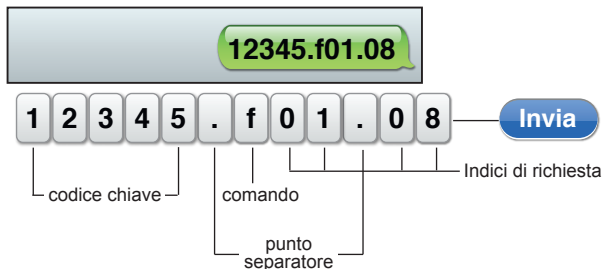 12345.f01.08
1 2 3 4 5 . f 0 1 . 0 8 Invia
Indici di richiesta
codice chiave comando
punto
separatore